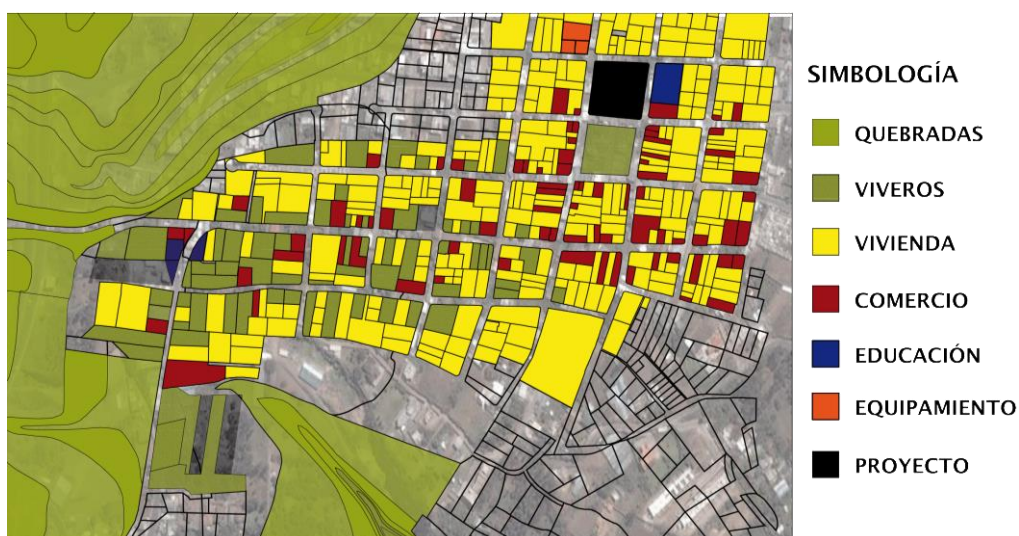 SIMBOLOGÍA
QUEBRADAS
VIVEROS
VIVIENDA
COMERCIO
EDUCACIÓN
EQUIPAMIENTO
PROYECTO